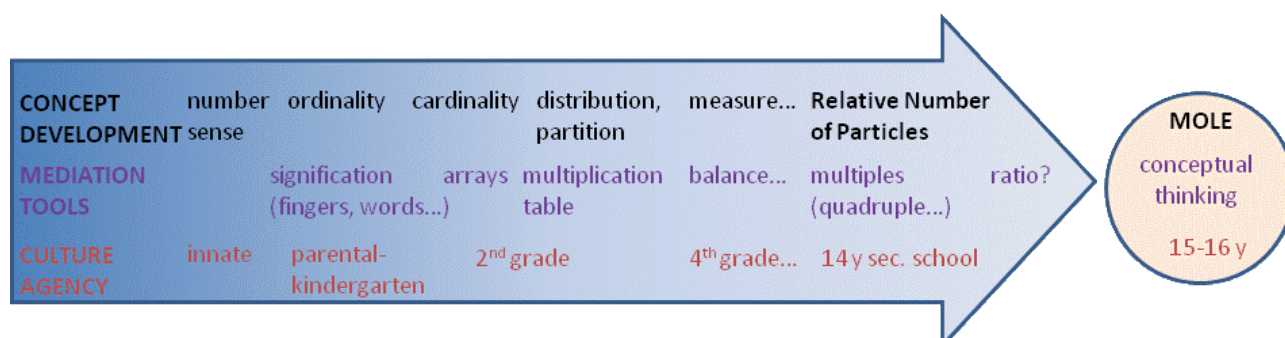 CONCEPT number ordinality cardinality distribution, measure... Relative Number
DEVELOPMENT sense partition of Particles
MEDIATION signification arrays multiplication balance... multiples ratio?
TOOLS (fingers, words...) table (quadruple...)
CULTURE innate parental- 2nd grade 4th grade... 14 y sec. school
AGENCY kindergarten
MOLE
conceptual
thinking
15-16 y